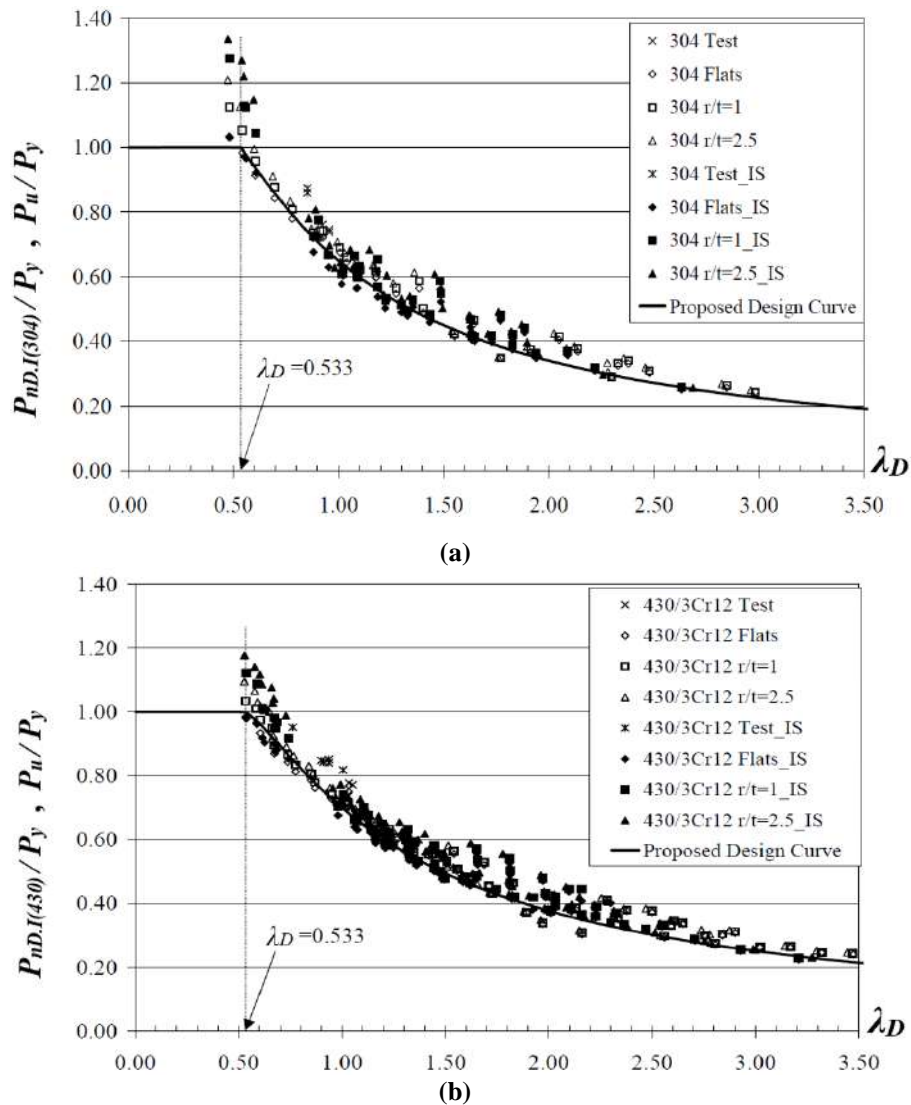 1.40
1.20
1.00
0.80
0.60
0.40
0.20
0.00
P_{nD.I(304)} / P_y , P_u / P_y
× 304 Test
◇ 304 Flats
□ 304 r/t=1
△ 304 r/t=2.5
ж 304 Test_IS
◆ 304 Flats_IS
■ 304 r/t=1_IS
▲ 304 r/t=2.5_IS
Proposed Design Curve
λ_D =0.533
λ_D
0.00 0.50 1.00 1.50 2.00 2.50 3.00 3.50
(a)
1.40
1.20
1.00
0.80
0.60
0.40
0.20
0.00
P_{nD.I(430)} / P_y , P_u / P_y
× 430/3Cr12 Test
◇ 430/3Cr12 Flats
□ 430/3Cr12 r/t=1
△ 430/3Cr12 r/t=2.5
ж 430/3Cr12 Test_IS
◆ 430/3Cr12 Flats_IS
■ 430/3Cr12 r/t=1_IS
▲ 430/3Cr12 r/t=2.5_IS
Proposed Design Curve
λ_D =0.533
λ_D
0.00 0.50 1.00 1.50 2.00 2.50 3.00 3.50
(b)